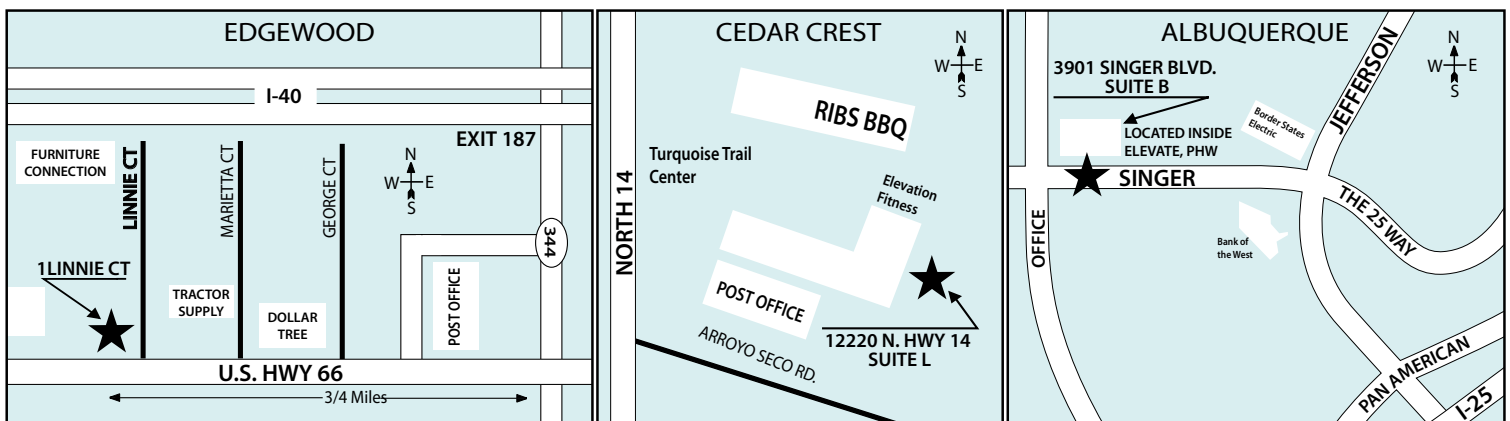 EDGEWOOD
I-40
EXIT 187
FURNITURE
CONNECTION
LINNIE CT
MARIETTA CT
GEORGE CT
N
W E
S
344
1LINNIE CT
TRACTOR
SUPPLY
DOLLAR
TREE
POST OFFICE
U.S. HWY 66
3/4 Miles
CEDAR CREST
N
W E
S
RIBS BBQ
NORTH 14
Turquoise Trail
Center
Elevation
Fitness
POST OFFICE
12220 N. HWY 14
SUITE L
ARROYO SECO RD.
ALBUQUERQUE
N
W E
S
3901 SINGER BLVD.
SUITE B
LOCATED INSIDE
ELEVATE, PHW
Border States
Electric
JEFFERSON
SINGER
THE 25 WAY
OFFICE
Bank of
the West
PAN AMERICAN
I-25